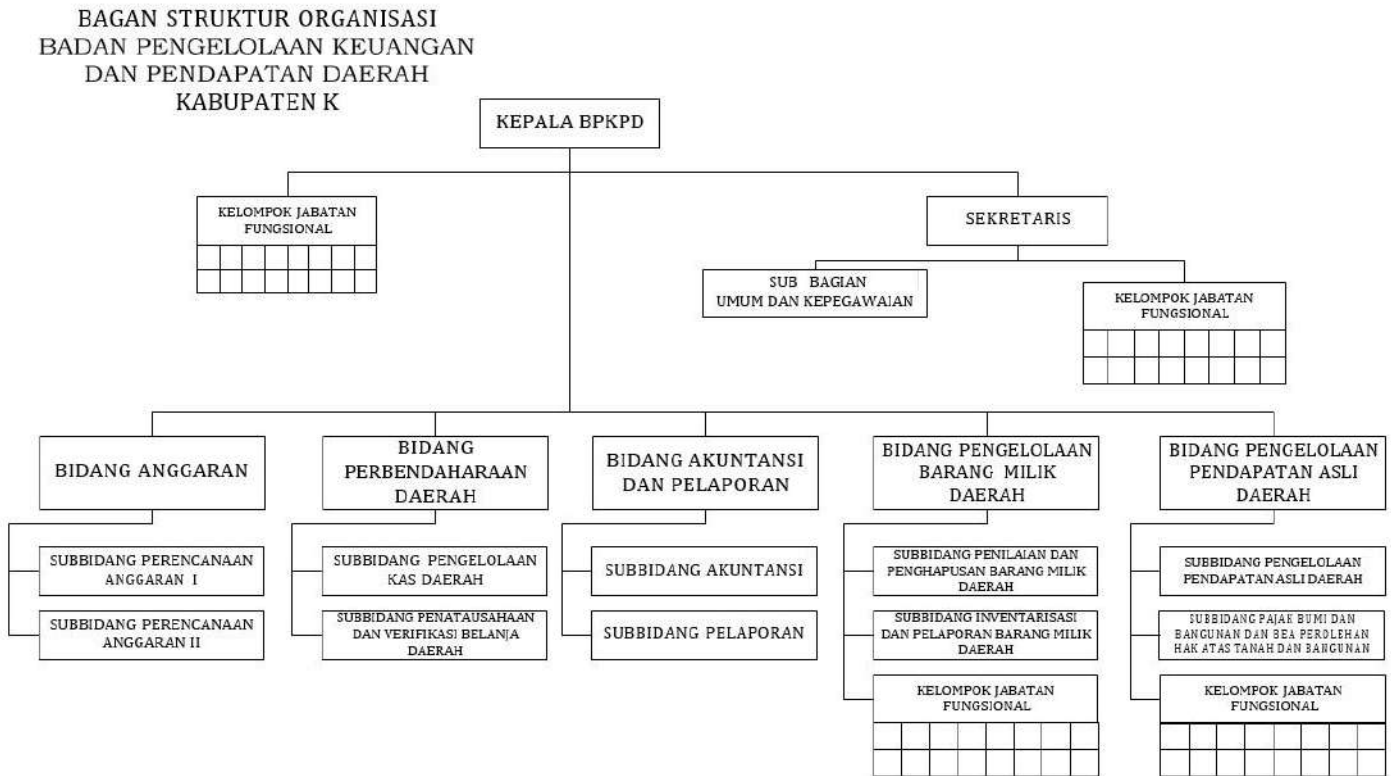 BAGAN STRUKTUR ORGANISASI
BADAN PENGELOLAAN KEUANGAN
DAN PENDAPATAN DAERAH
KABUPATEN K
KEPALA BPKPD
KELOMPOK JABATAN
FUNGSIONAL
SEKRETARIS
SUB BAGIAN
UMUM DAN KEPEGAWAIAN
KELOMPOK JABATAN
FUNGSIONAL
BIDANG ANGGARAN
SUBBIDANG PERENCANAAN
ANGGARAN I
SUBBIDANG PERENCANAAN
ANGGARAN II
BIDANG
PERBENDAHARAAN
DAERAH
SUBBIDANG PENGELOLAAN
KAS DAERAH
SUBBIDANG PENATAUSAHAAN
DAN VERIFIKASI BELANJA
DAERAH
BIDANG AKUNTANSI
DAN PELAPORAN
SUBBIDANG AKUNTANSI
SUBBIDANG PELAPORAN
BIDANG PENGELOLAAN
BARANG MILIK
DAERAH
SUBBIDANG PENILAIAN DAN
PENGHAPUSAN BARANG MILIK
DAERAH
SUBBIDANG INVENTARISASI
DAN PELAPORAN BARANG MILIK
DAERAH
KELOMPOK JABATAN
FUNGSIONAL
BIDANG PENGELOLAAN
PENDAPATAN ASLI
DAERAH
SUBBIDANG PENGELOLAAN
PENDAPATAN ASLI DAERAH
SUBBIDANG PAJAK BUMI DAN
BANGUNAN DAN BEA PEROLEHAN
HAK ATAS TANAH DAN BANGUNAN
KELOMPOK JABATAN
FUNGSIONAL